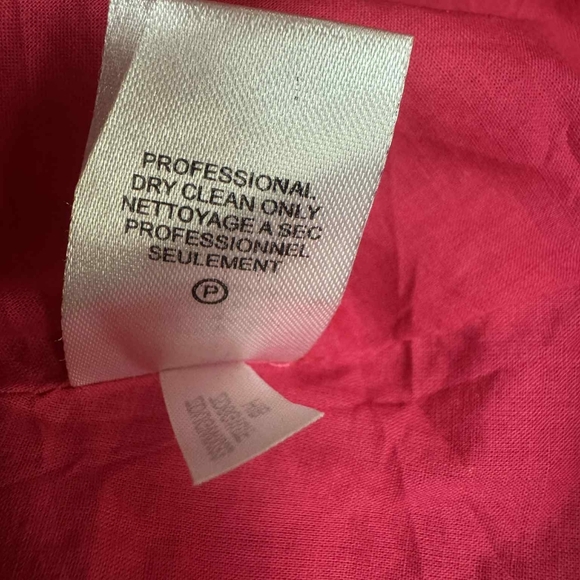 PROFESSIONAL
DRY CLEAN ONLY
NETTOYAGE A SEC
PROFESSIONNEL
SEULEMENT
P